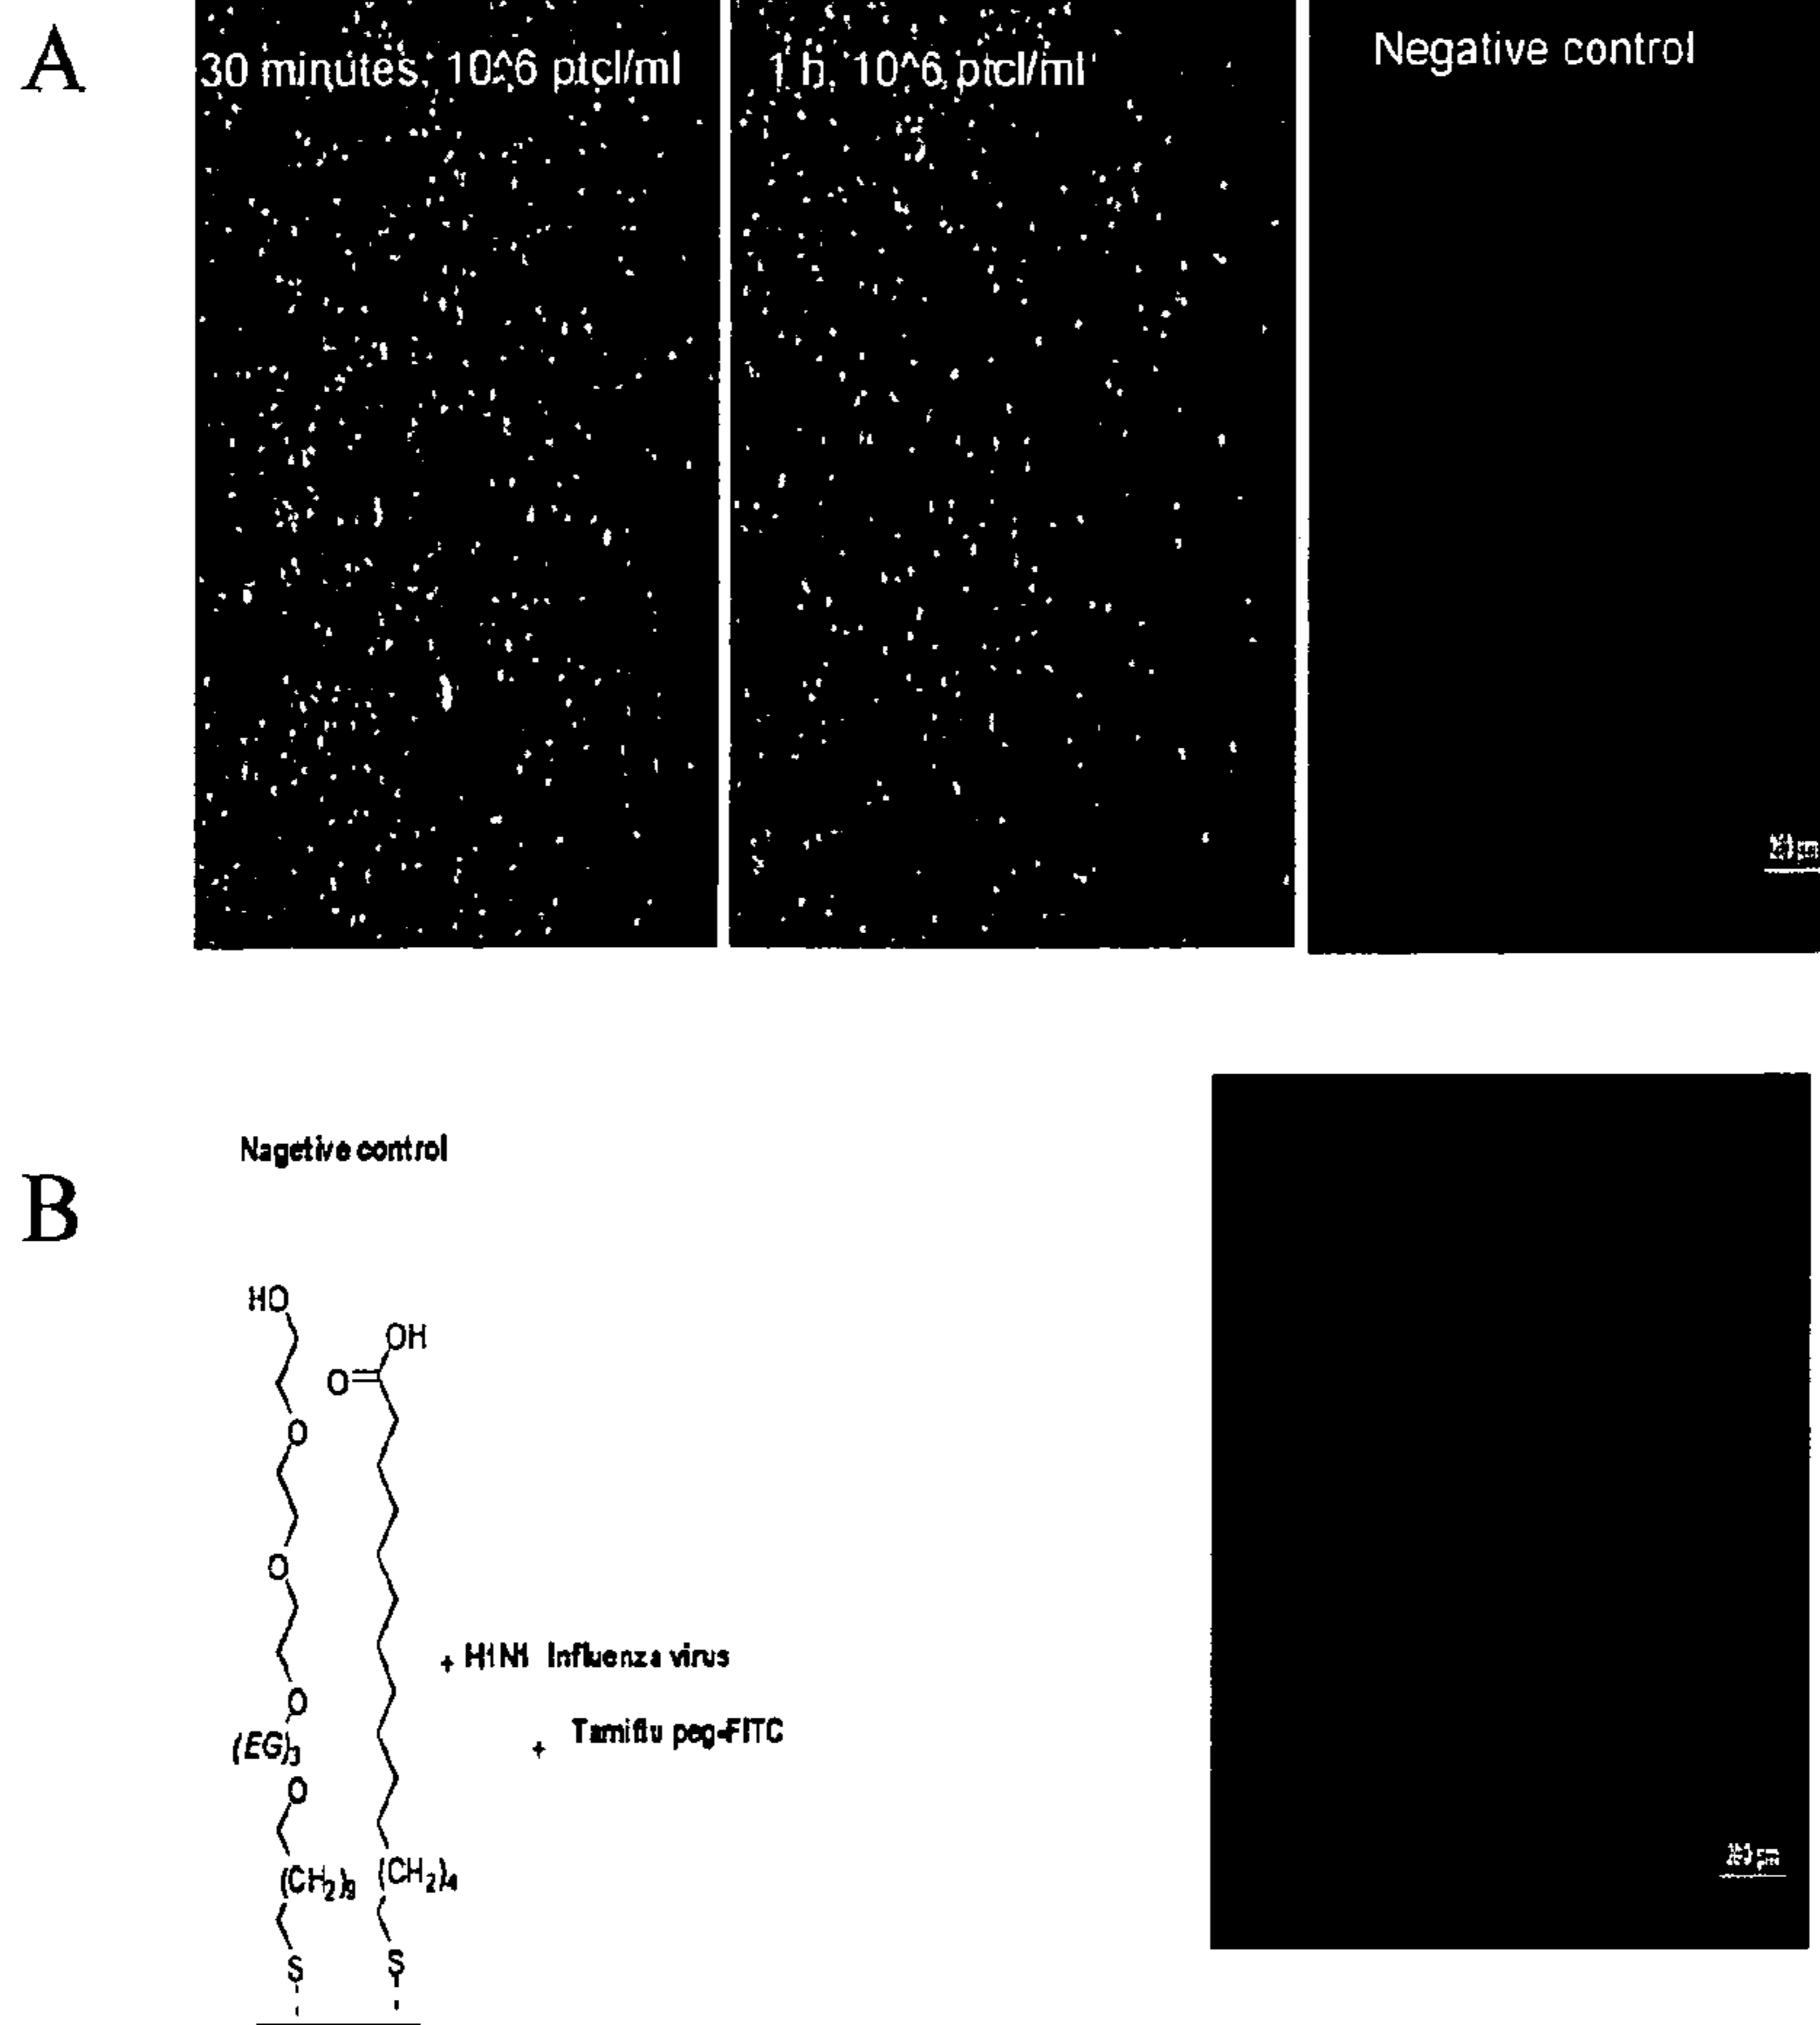 A
30 minutes, 10^6 ptcl/ml
1 h. 10^6 ptcl/ml
Negative control
B
Nagetive control
HO
OH
O
O
O
O
(EG)3
O
(CH2)9
(CH2)4
S
S
+ H1N1 Influenza virus
+ Tamiflu peg-FITC